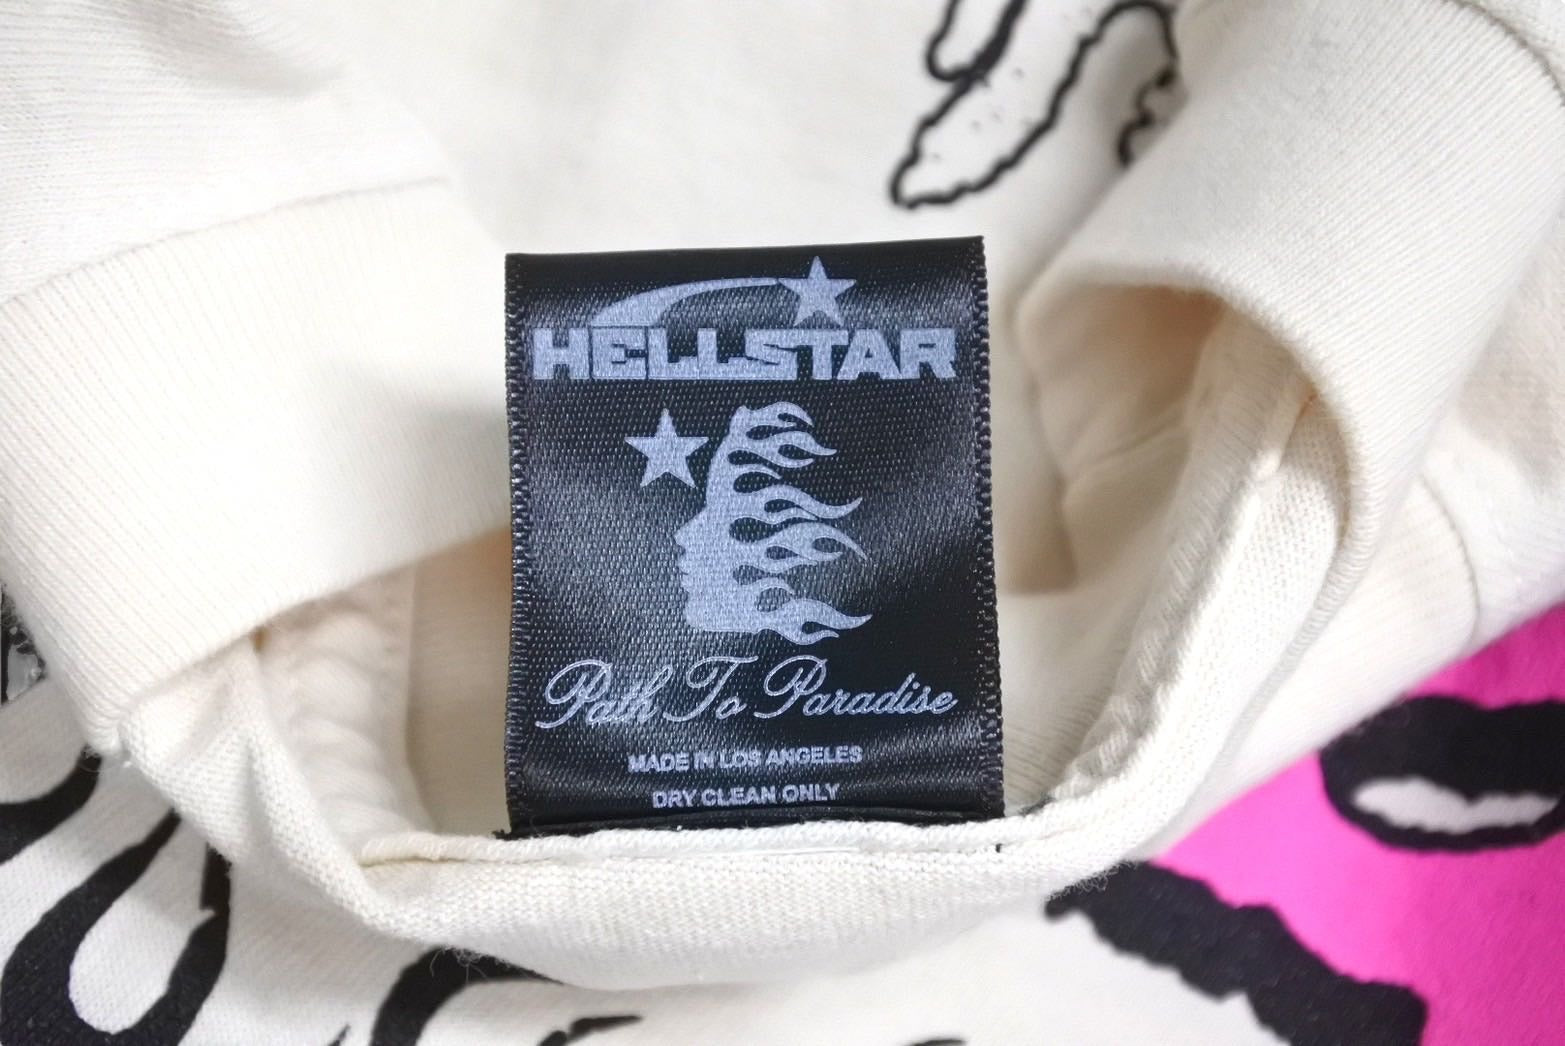 HELLSTAR
Path To Paradise
MADE IN LOS ANGELES
DRY CLEAN ONLY